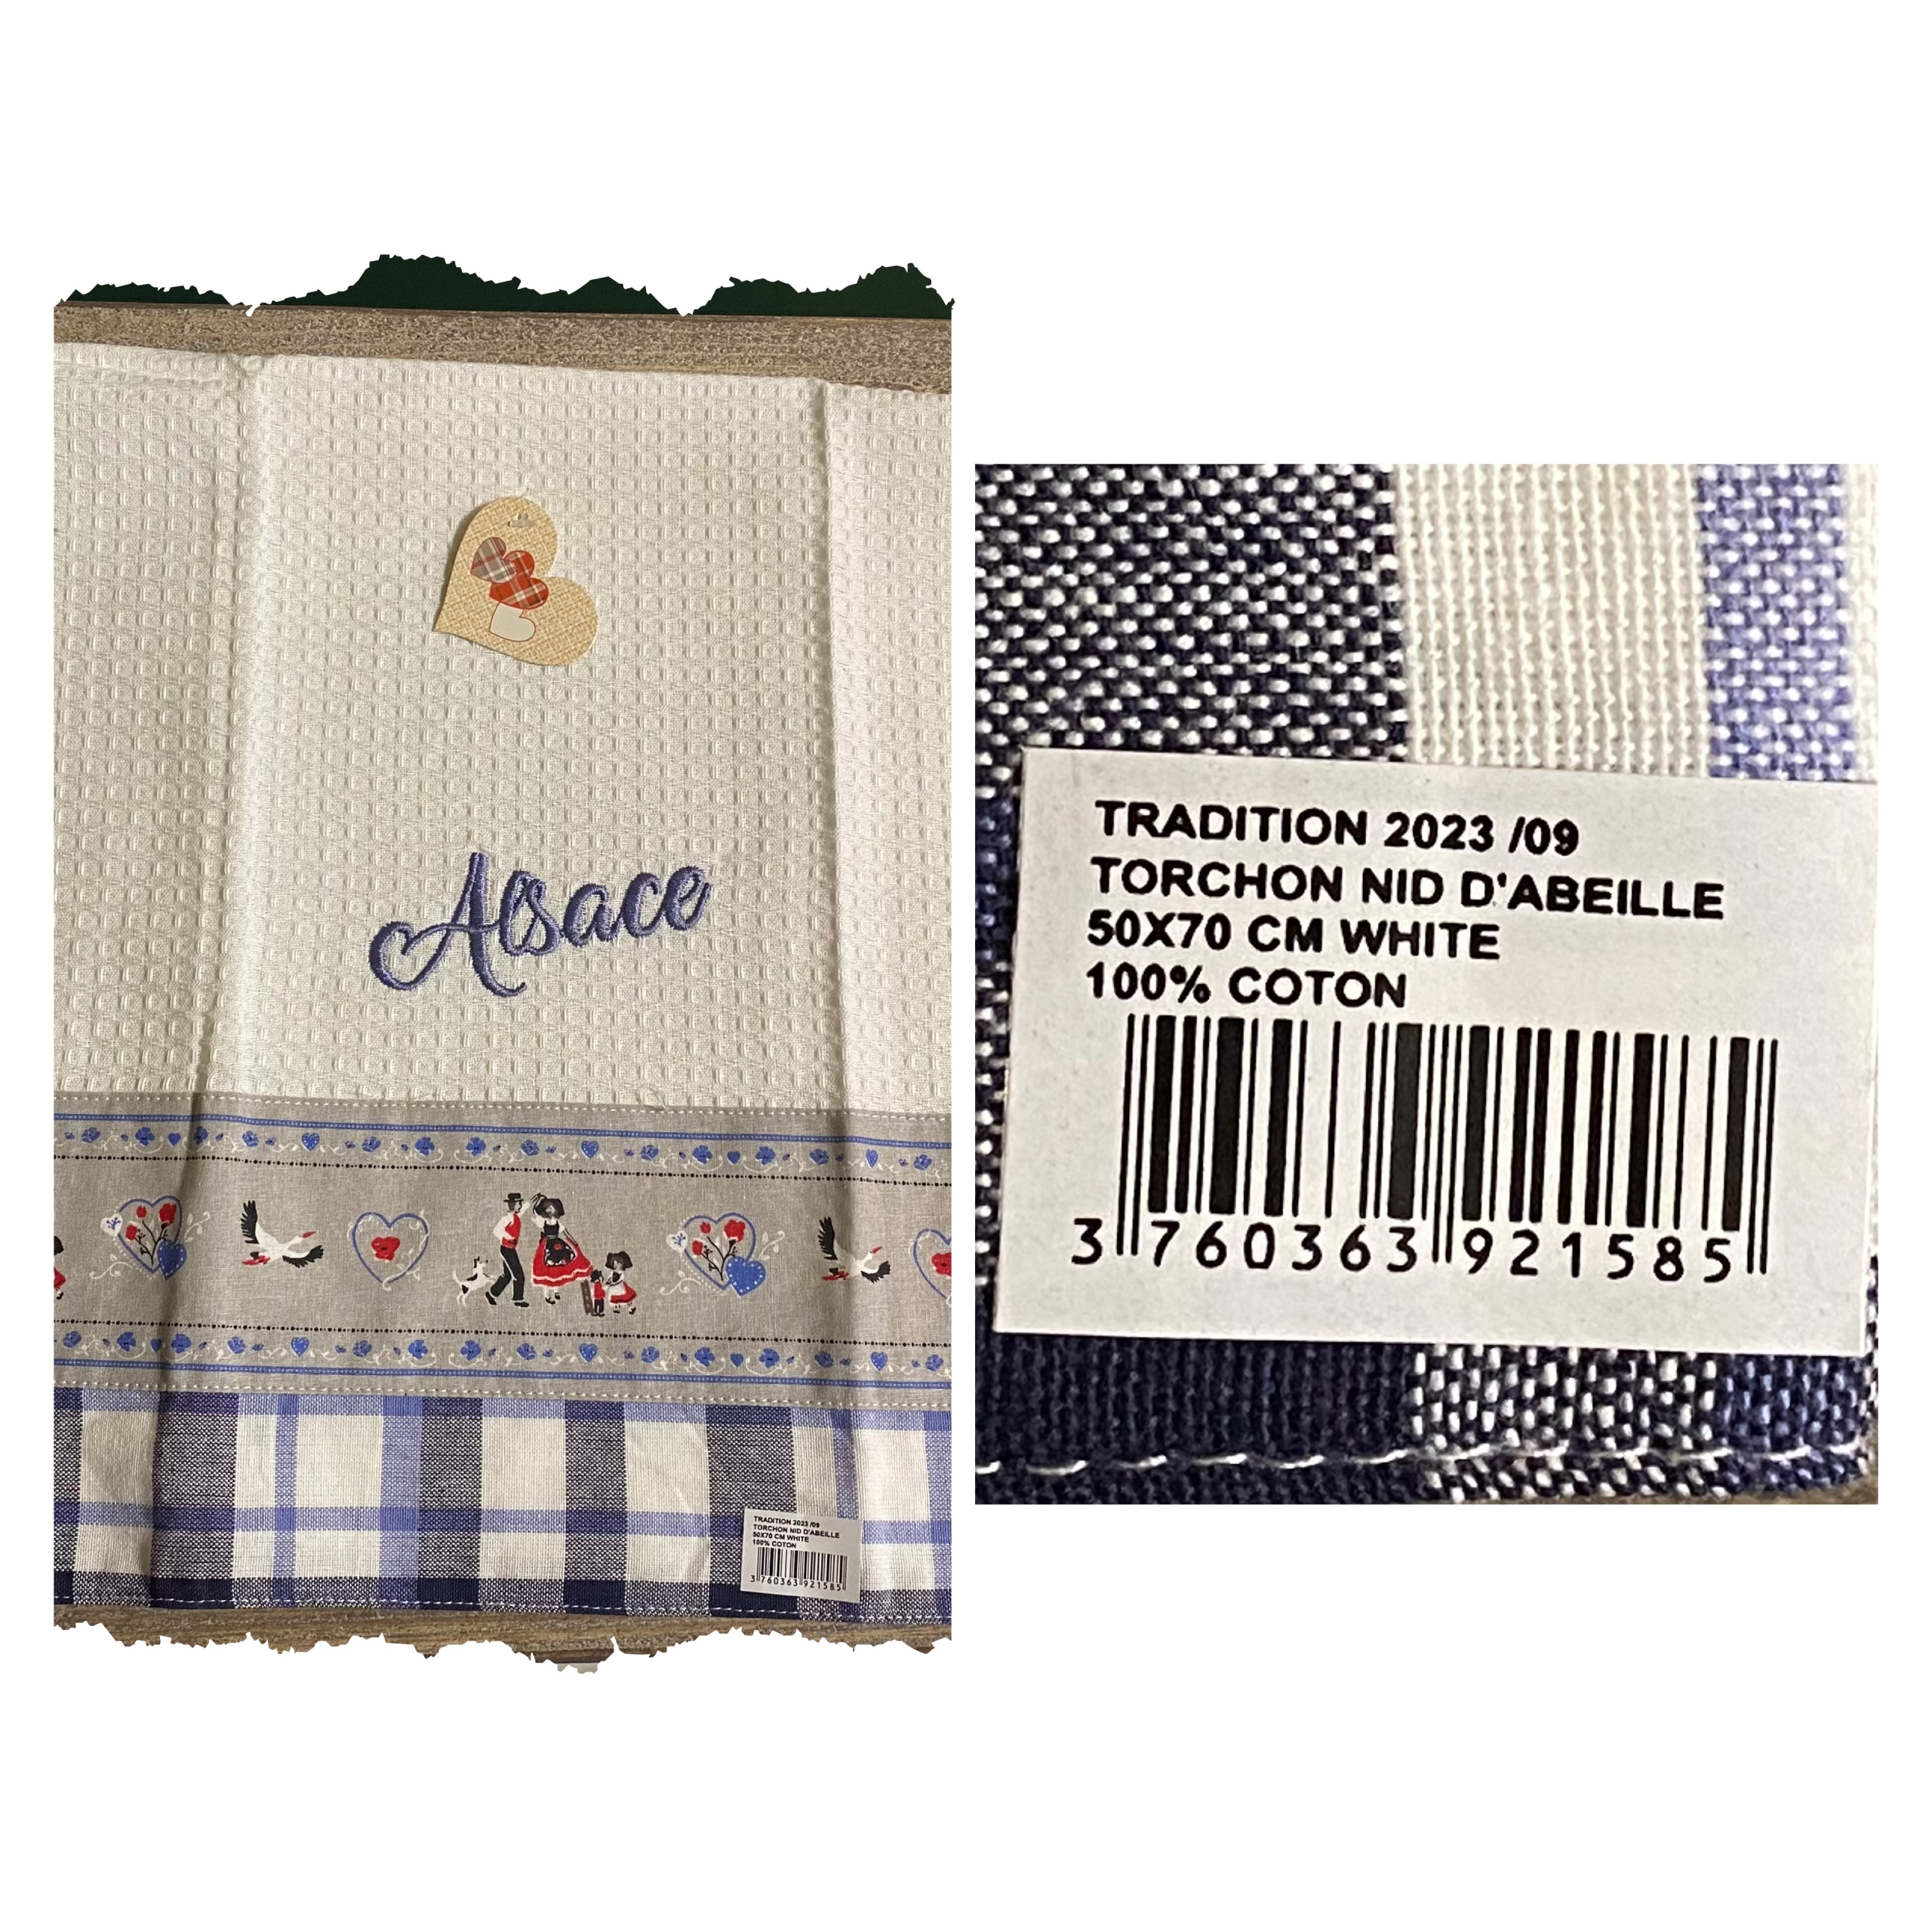 Alsace
TRADITION 2023 /09
TORCHON NID D'ABEILLE
50X70 CM WHITE
100% COTON
3 760363 921585
TRADITION 2023 /09
TORCHON NID D'ABEILLE
50X70 CM WHITE
100% COTON
3 760363 921585